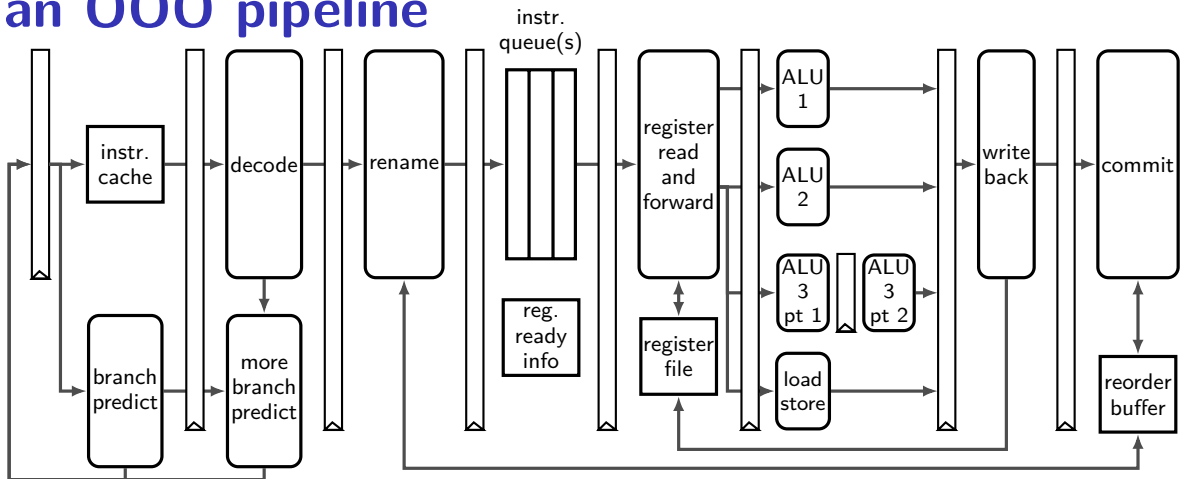 an OOO pipeline
instr.
queue(s)
instr.
cache
decode
rename
register
read
and
forward
ALU
1
ALU
2
ALU
3
pt 1
ALU
3
pt 2
load
store
write
back
commit
branch
predict
more
branch
predict
reg.
ready
info
register
file
reorder
buffer